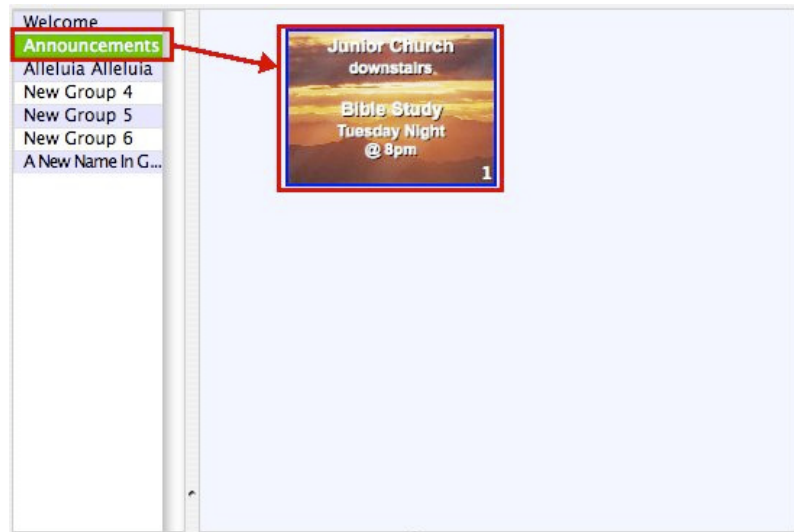 Welcome
Announcements
Alleluia Alleluia
New Group 4
New Group 5
New Group 6
A New Name In G...
Junior Church
downstairs
Bible Study
Tuesday Night
@ 8pm
1